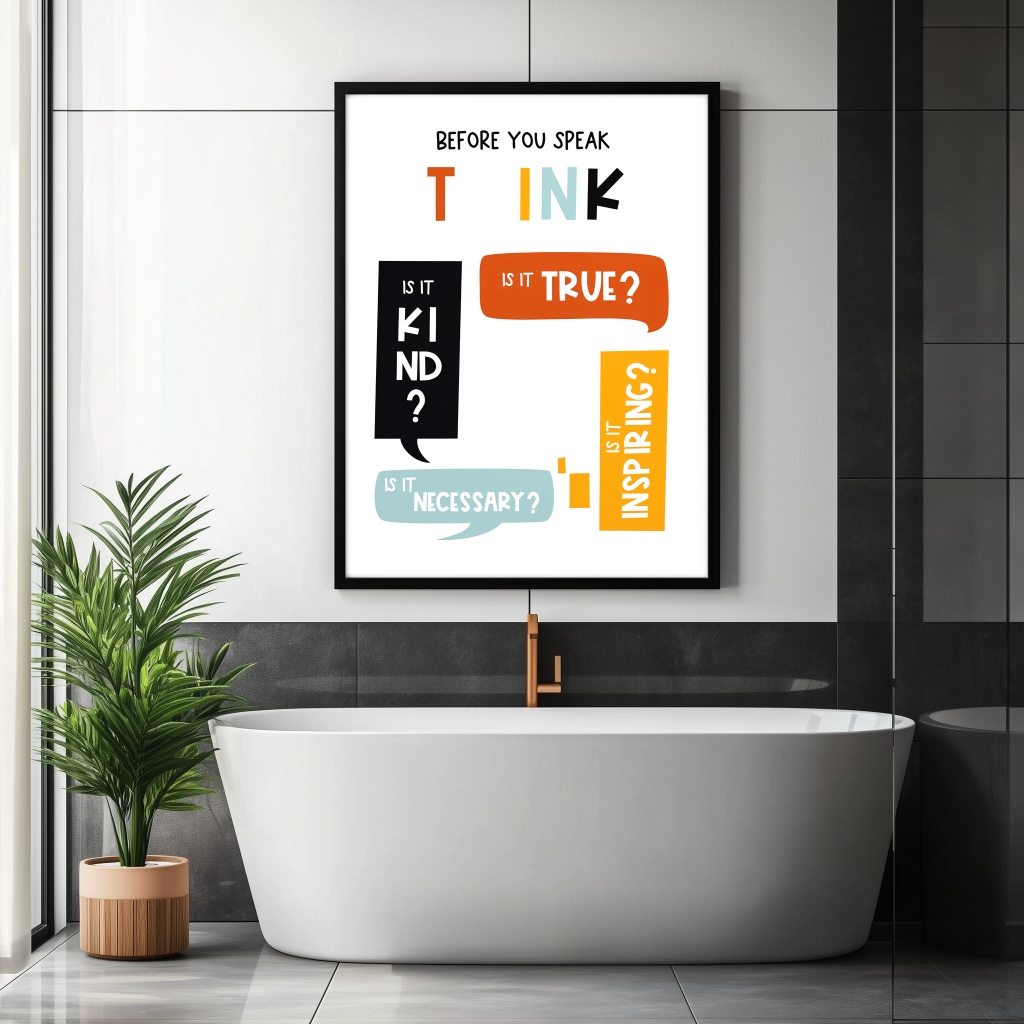 BEFORE YOU SPEAK
T INK
IS IT TRUE?
IS IT
KI
ND
?
IS IT
INSPIRING?
IS IT NECESSARY?